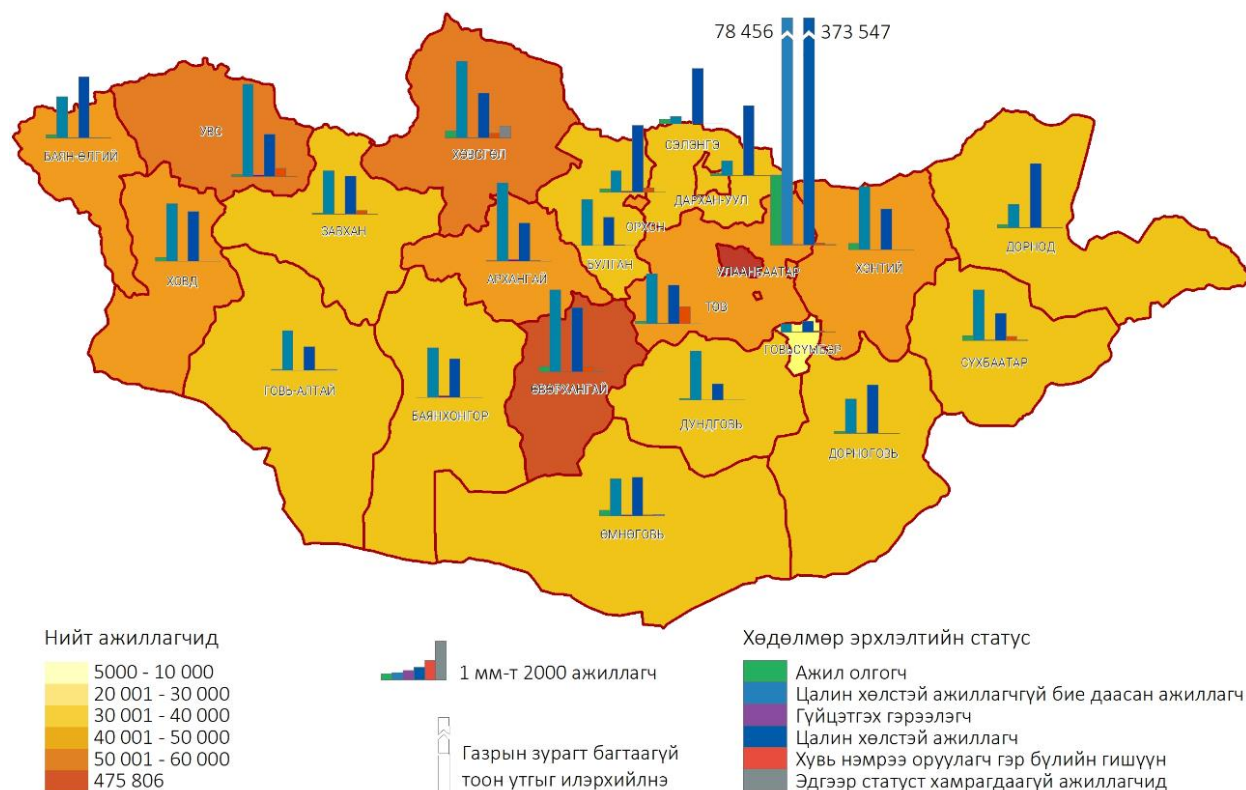 78 456
373 547
БАЯН-ӨЛГИЙ
УВС
ХӨВСГӨЛ
СЭЛЭНГЭ
ДАРХАН-УУЛ
ЗАВХАН
ОРХОН
ДОРНОД
ХОВД
АРХАНГАЙ
БУЛГАН
УЛААНБААТАР
ХЭНТИЙ
ТӨВ
ГОВЬСҮМБЭР
СҮХБААТАР
ГОВЬ-АЛТАЙ
БАЯНХОНГОР
ӨВӨРХАНГАЙ
ДУНДГОВЬ
ДОРНОГОВЬ
ӨМНӨГОВЬ
Нийт ажиллагчид
5000 - 10 000
20 001 - 30 000
30 001 - 40 000
40 001 - 50 000
50 001 - 60 000
475 806
1 мм-т 2000 ажиллагч
Газрын зурагт багтаагүй
тоон утгыг илэрхийлнэ
Хөдөлмөр эрхлэлтийн статус
Ажил олгогч
Цалин хөлстэй ажиллагчгүй бие даасан ажиллагч
Гүйцэтгэх гэрээлэгч
Цалин хөлстэй ажиллагч
Хувь нэмрээ оруулагч гэр бүлийн гишүүн
Эдгээр статуст хамрагдаагүй ажиллагчид